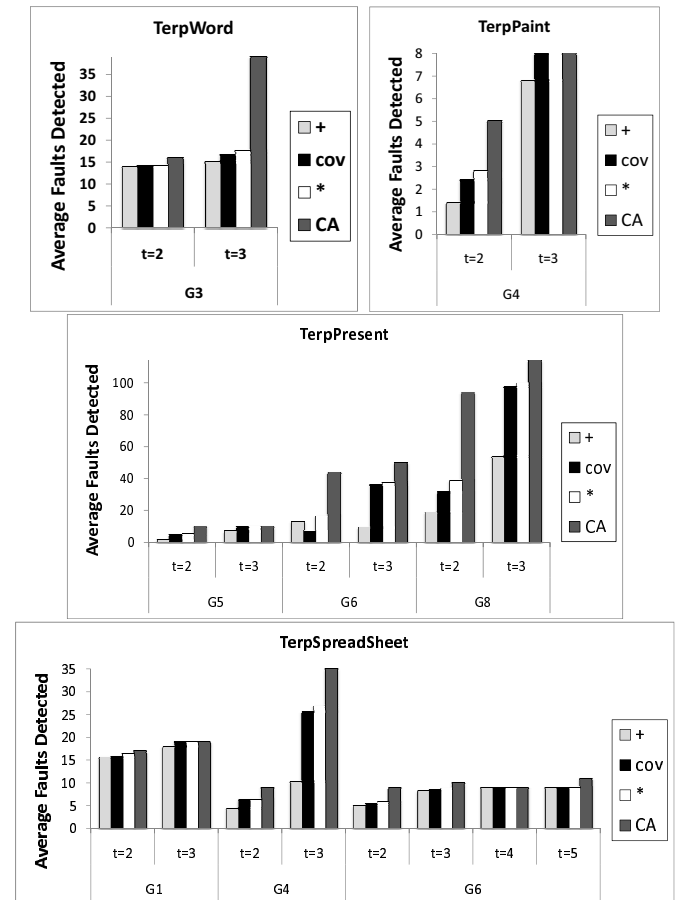 TerpWord
Average Faults Detected
35
30
25
20
15
10
5
0
t=2 t=3
G3
+
cov
*
CA
TerpPaint
Average Faults Detected
8
7
6
5
4
3
2
1
0
t=2 t=3
G4
+
cov
*
CA
TerpPresent
Average Faults Detected
100
80
60
40
20
0
t=2 t=3 t=2 t=3 t=2 t=3
G5 G6 G8
+
cov
*
CA
TerpSpreadSheet
Average Faults Detected
35
30
25
20
15
10
5
0
t=2 t=3 t=2 t=3 t=2 t=3 t=4 t=5
G1 G4 G6
+
cov
*
CA